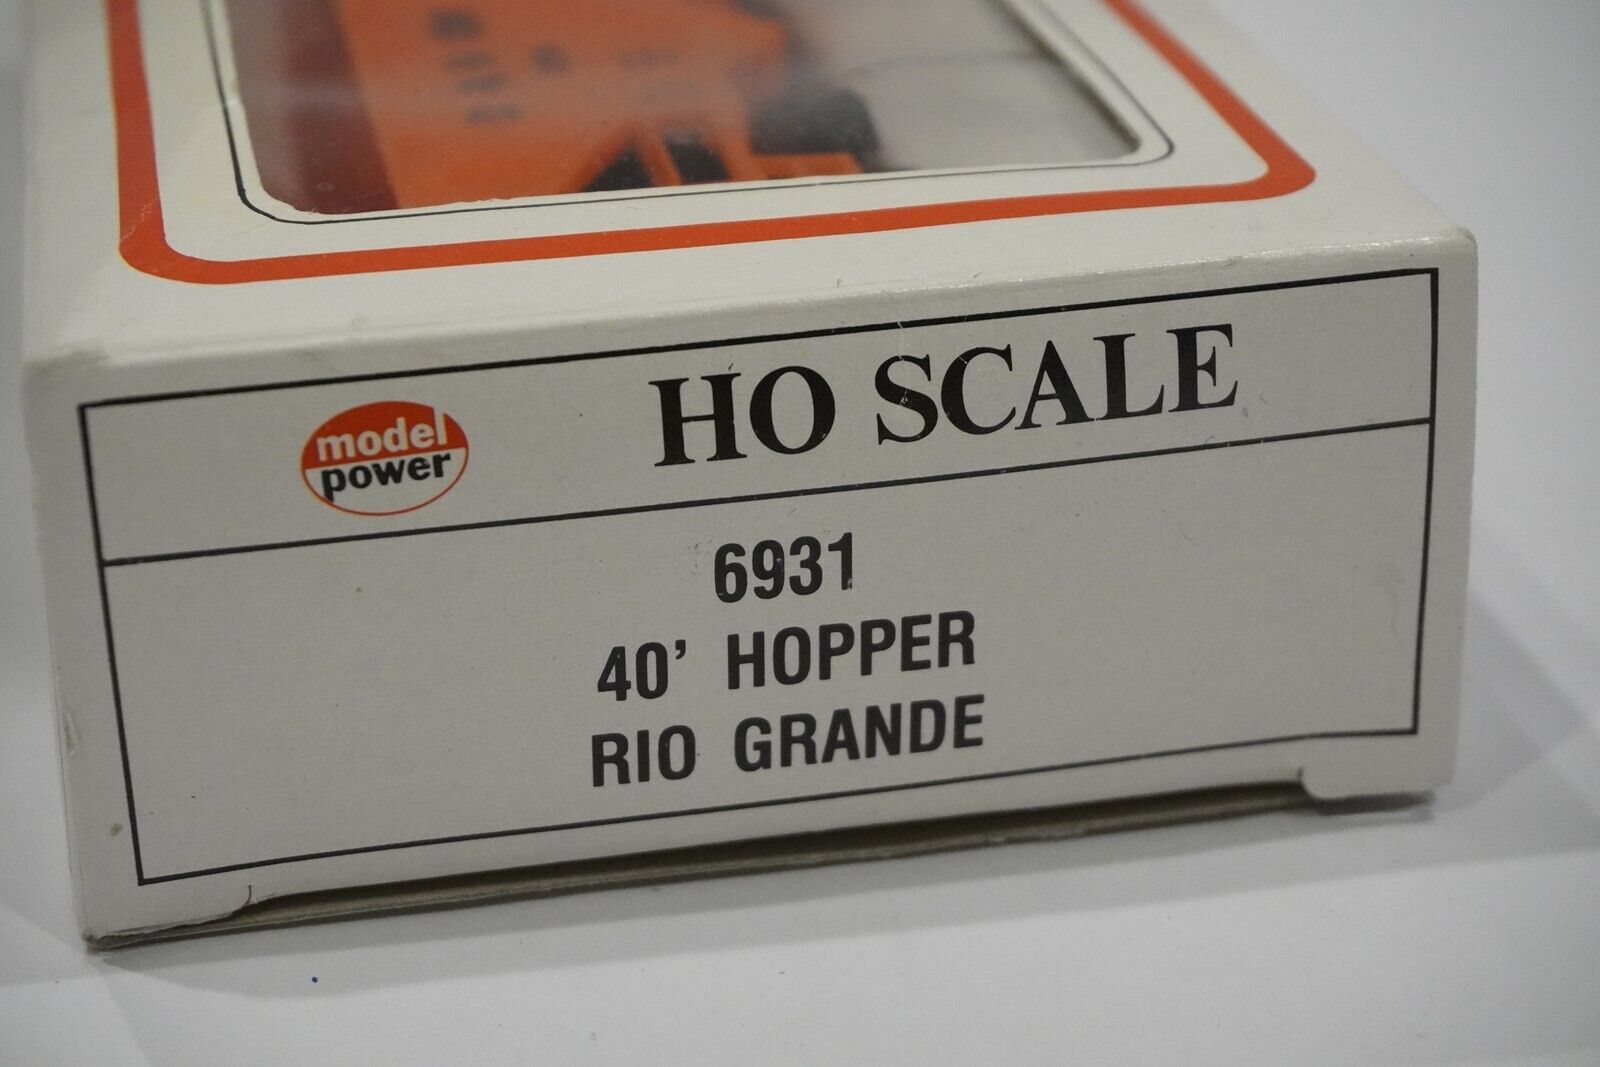 model
power
HO SCALE
6931
40' HOPPER
RIO GRANDE